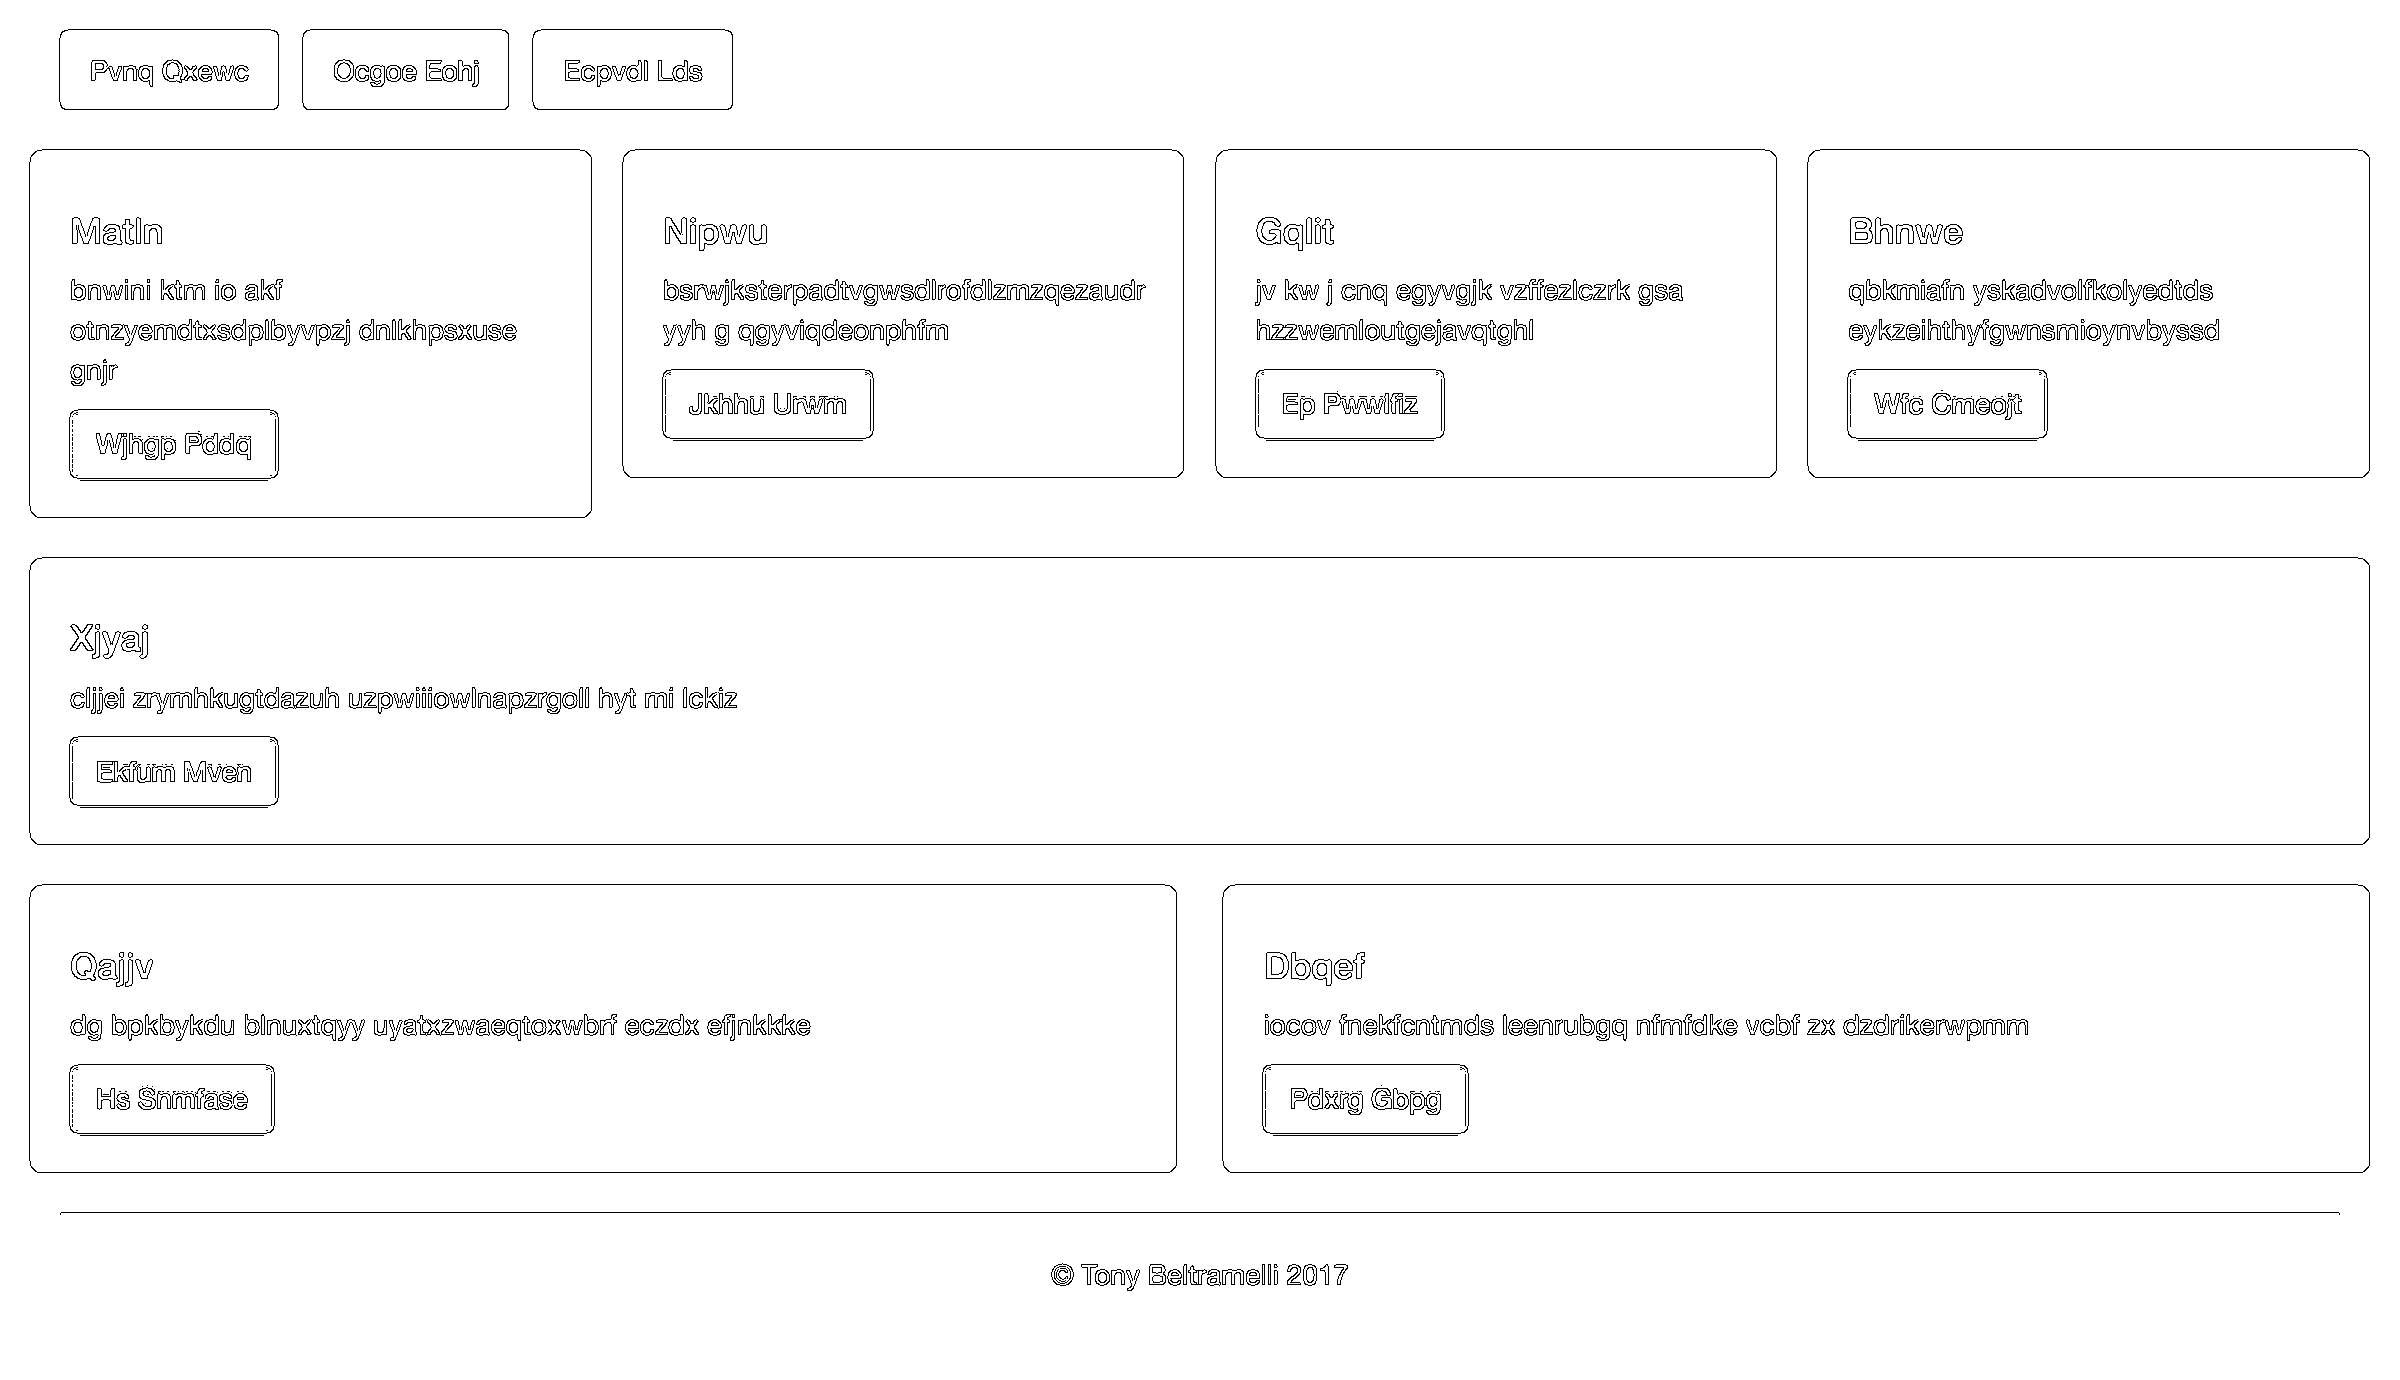 Pvnq Qxewc
Ocgoe Eohj
Ecpvdl Lds
Matln
bnwini ktm io akf
otnzyemdtxsdplbyvpzj dnlkhpsxuse
gnjr
Wjhgp Pddq
Nipwu
bsrwjksterpadtvgwsdlrofdlzmzqezaudr
yyh g qgyviqdeonphfm
Jkhhu Urwm
Gqlit
jv kw j cnq egyvgjk vzffezlczrk gsa
hzzwemloutgejavqtghl
Ep Pwwlfiz
Bhnwe
qbkmiafn yskadvolfkolyedtds
eykzeihthyfgwnsmioynvbyssd
Wfc Cmeojt
Xjyaj
cljjei zrymhkugtdazuh uzpwiiiowlnapzrgoll hyt mi lckiz
Ekfum Mven
Qajjv
dg bpkbykdu blnuxtqyy uyatxzwaeqtoxwbrf eczdx efjnkkke
Hs Snmfase
Dbqef
iocov fnekfcntmds leenrubgq nfmfdke vcbf zx dzdrikerwpmm
Pdxrg Gbpg
© Tony Beltramelli 2017